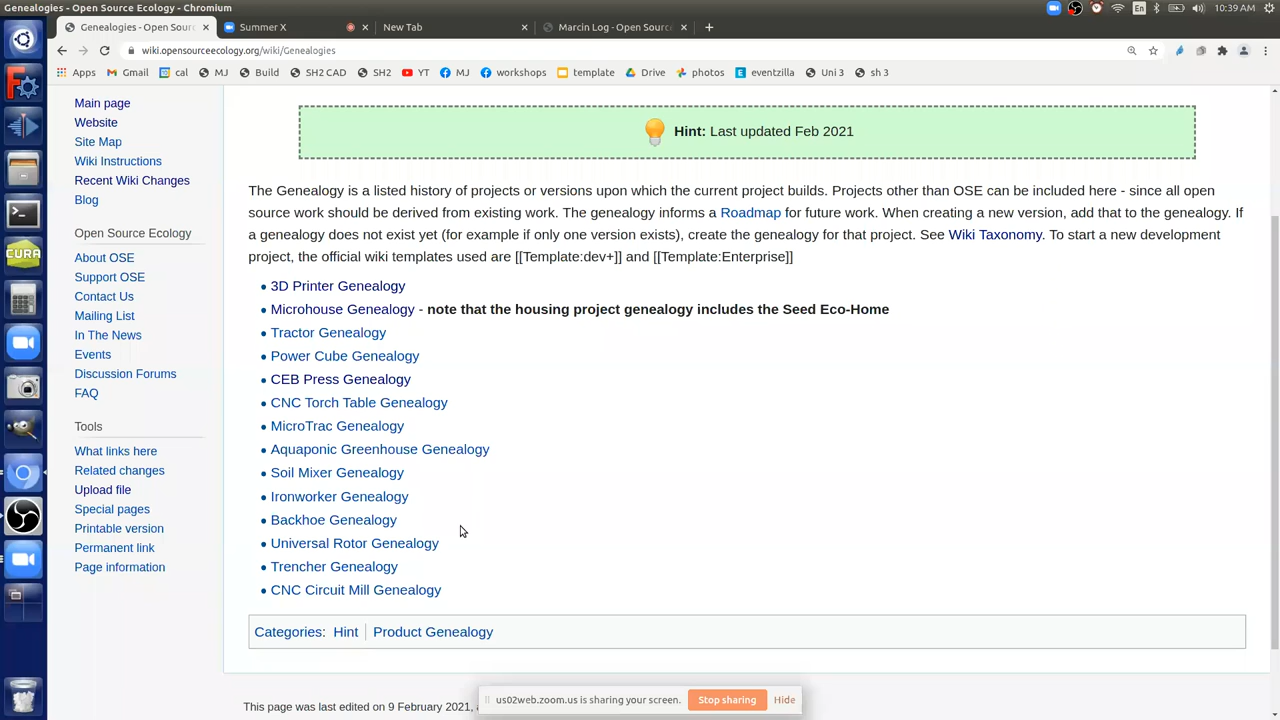 Genealogies - Open Source Ecology - Chromium
En
10:39 AM
Genealogies - Open Sourc
Summer X
New Tab
Marcin Log - Open Source
wiki.opensourceecology.org/wiki/Genealogies
Apps Gmail cal MJ Build SH2 CAD SH2 YT MJ workshops template Drive photos eventzilla Uni 3 sh 3
Main page
Website
Site Map
Wiki Instructions
Recent Wiki Changes
Blog
Open Source Ecology
About OSE
Support OSE
Contact Us
Mailing List
In The News
Events
Discussion Forums
FAQ
Tools
What links here
Related changes
Upload file
Special pages
Printable version
Permanent link
Page information
CURA
Hint: Last updated Feb 2021
The Genealogy is a listed history of projects or versions upon which the current project builds. Projects other than OSE can be included here - since all open
source work should be derived from existing work. The genealogy informs a Roadmap for future work. When creating a new version, add that to the genealogy. If
a genealogy does not exist yet (for example if only one version exists), create the genealogy for that project. See Wiki Taxonomy. To start a new development
project, the official wiki templates used are [[Template:dev+]] and [[Template:Enterprise]]
• 3D Printer Genealogy
• Microhouse Genealogy - note that the housing project genealogy includes the Seed Eco-Home
• Tractor Genealogy
• Power Cube Genealogy
• CEB Press Genealogy
• CNC Torch Table Genealogy
• MicroTrac Genealogy
• Aquaponic Greenhouse Genealogy
• Soil Mixer Genealogy
• Ironworker Genealogy
• Backhoe Genealogy
• Universal Rotor Genealogy
• Trencher Genealogy
• CNC Circuit Mill Genealogy
Categories: Hint | Product Genealogy
us02web.zoom.us is sharing your screen. Stop sharing Hide
This page was last edited on 9 February 2021,